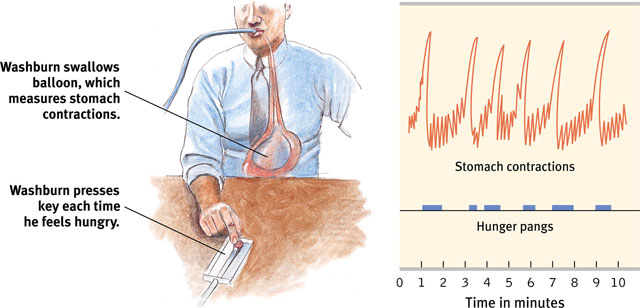 Washburn swallows
balloon, which
measures stomach
contractions.
Washburn presses
key each time
he feels hungry.
Stomach contractions
Hunger pangs
0 1 2 3 4 5 6 7 8 9 10
Time in minutes